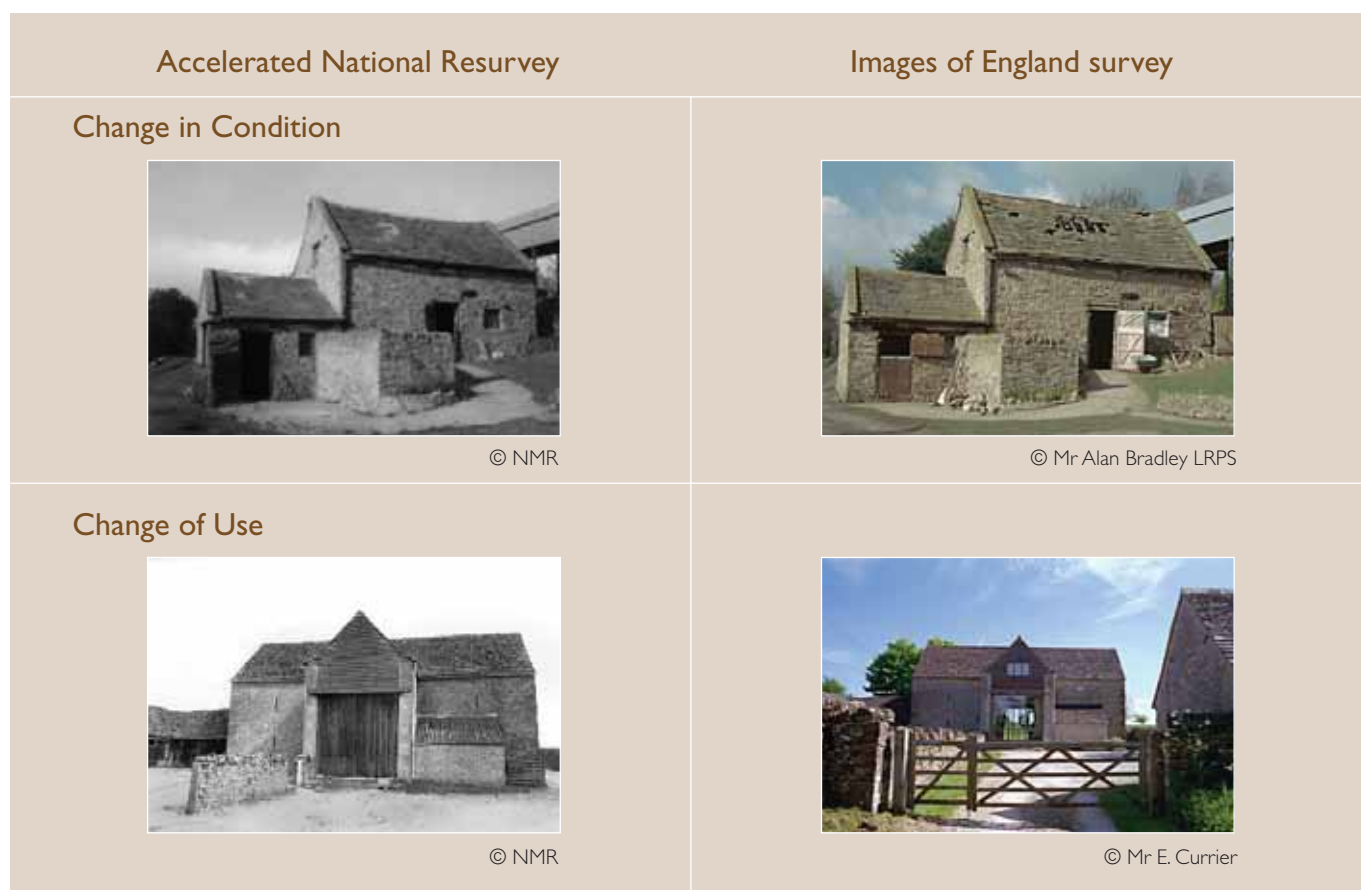 Accelerated National Resurvey
Images of England survey
Change in Condition
© NMR
© Mr Alan Bradley LRPS
Change of Use
© NMR
© Mr E. Currier